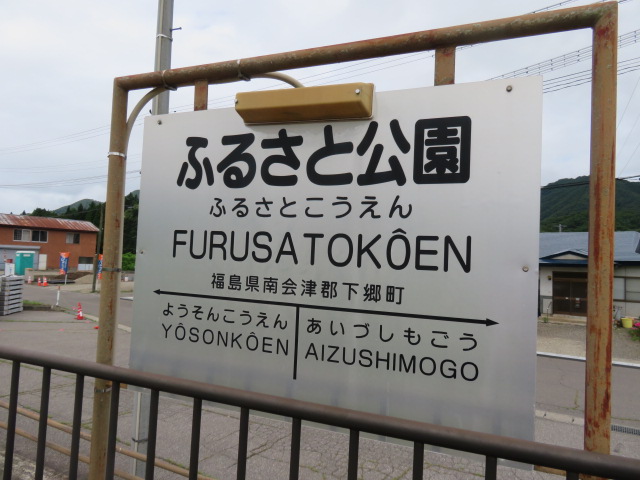 ふるさと公園
ふるさとこうえん
FURUSATOKÔEN
福島県南会津郡下郷町
ようそんこうえん
YÔSONKÔEN
あいづしもごう
AIZUSHIMOGO